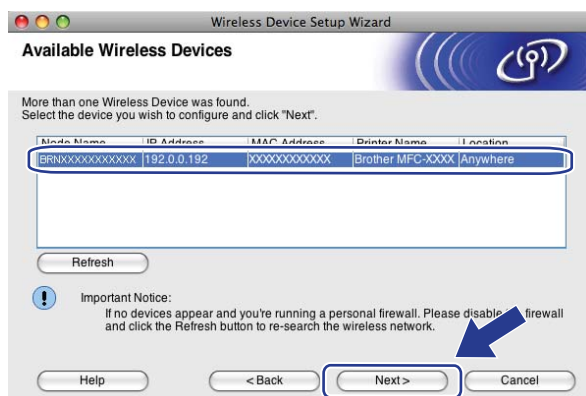 Wireless Device Setup Wizard
Available Wireless Devices
More than one Wireless Device was found.
Select the device you wish to configure and click "Next".
Node Name IP Address MAC Address Printer Name Location
BRNXXXXXXXXXXX 192.0.0.192 XXXXXXXXXXXX Brother MFC-XXXX Anywhere
Refresh
Important Notice:
If no devices appear and you're running a personal firewall. Please disable firewall
and click the Refresh button to re-search the wireless network.
Help < Back Next > Cancel